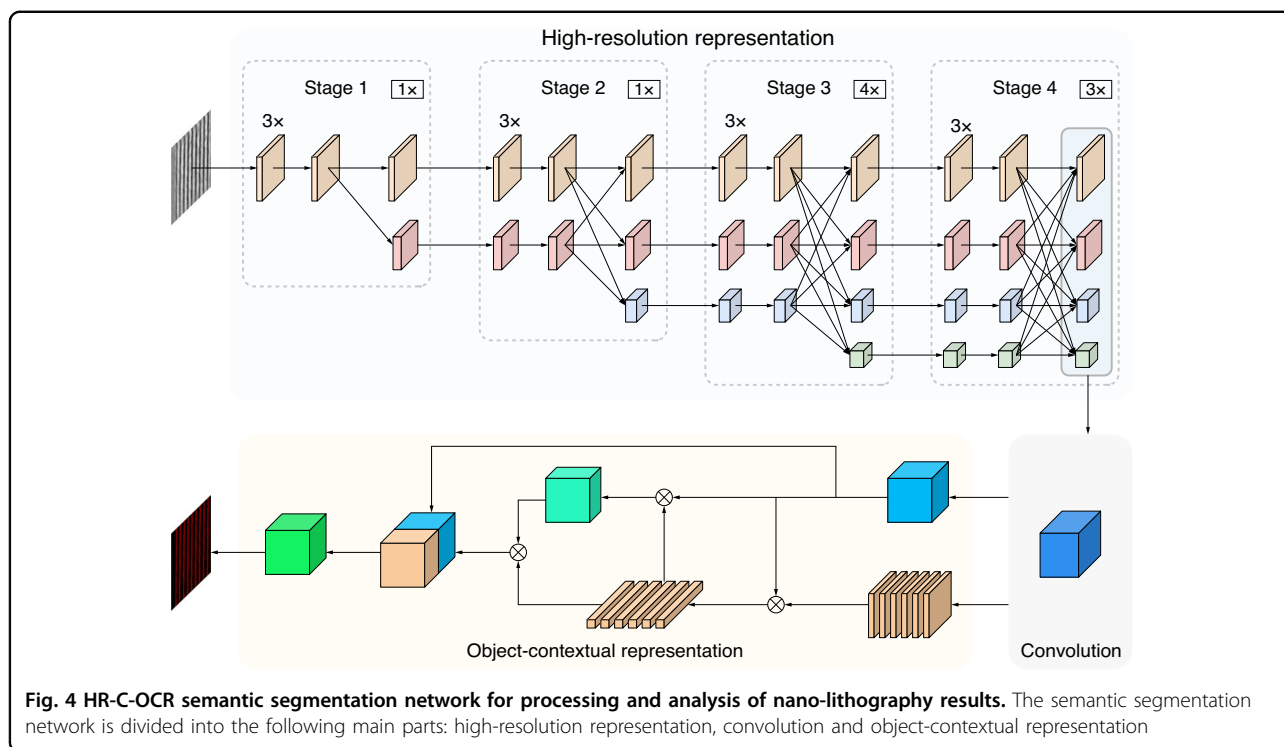 High-resolution representation
Stage 1 1×
Stage 2 1×
Stage 3 4×
Stage 4 3×
3×
3×
3×
3×
Object-contextual representation
Convolution
Fig. 4 HR-C-OCR semantic segmentation network for processing and analysis of nano-lithography results. The semantic segmentation
network is divided into the following main parts: high-resolution representation, convolution and object-contextual representation